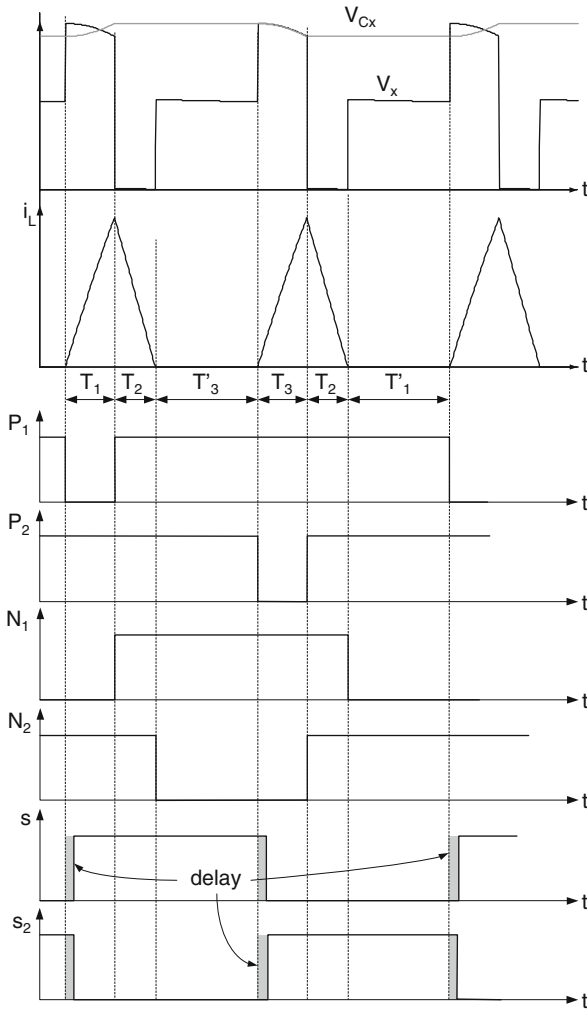 V_Cx
V_x
t
i_L
t
T_1 T_2 T'_3 T_3 T_2 T'_1
P_1
t
P_2
t
N_1
t
N_2
t
s
delay
t
s_2
t